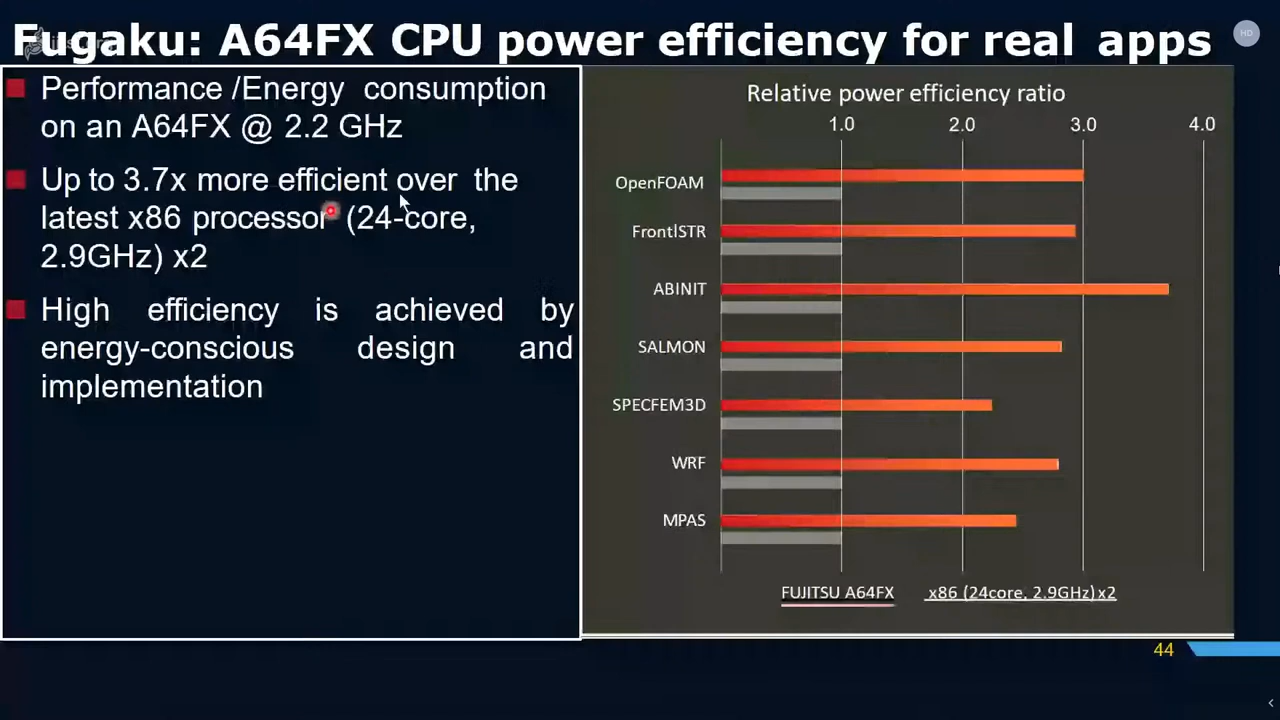 Fugaku: A64FX CPU power efficiency for real apps
HD
Performance /Energy consumption
on an A64FX @ 2.2 GHz
Up to 3.7x more efficient over the
latest x86 processor (24-core,
2.9GHz) x2
High efficiency is achieved by
energy-conscious design and
implementation
Relative power efficiency ratio
1.0 2.0 3.0 4.0
OpenFOAM
FrontISTR
ABINIT
SALMON
SPECFEM3D
WRF
MPAS
FUJITSU A64FX x86 (24core, 2.9GHz)x2
44